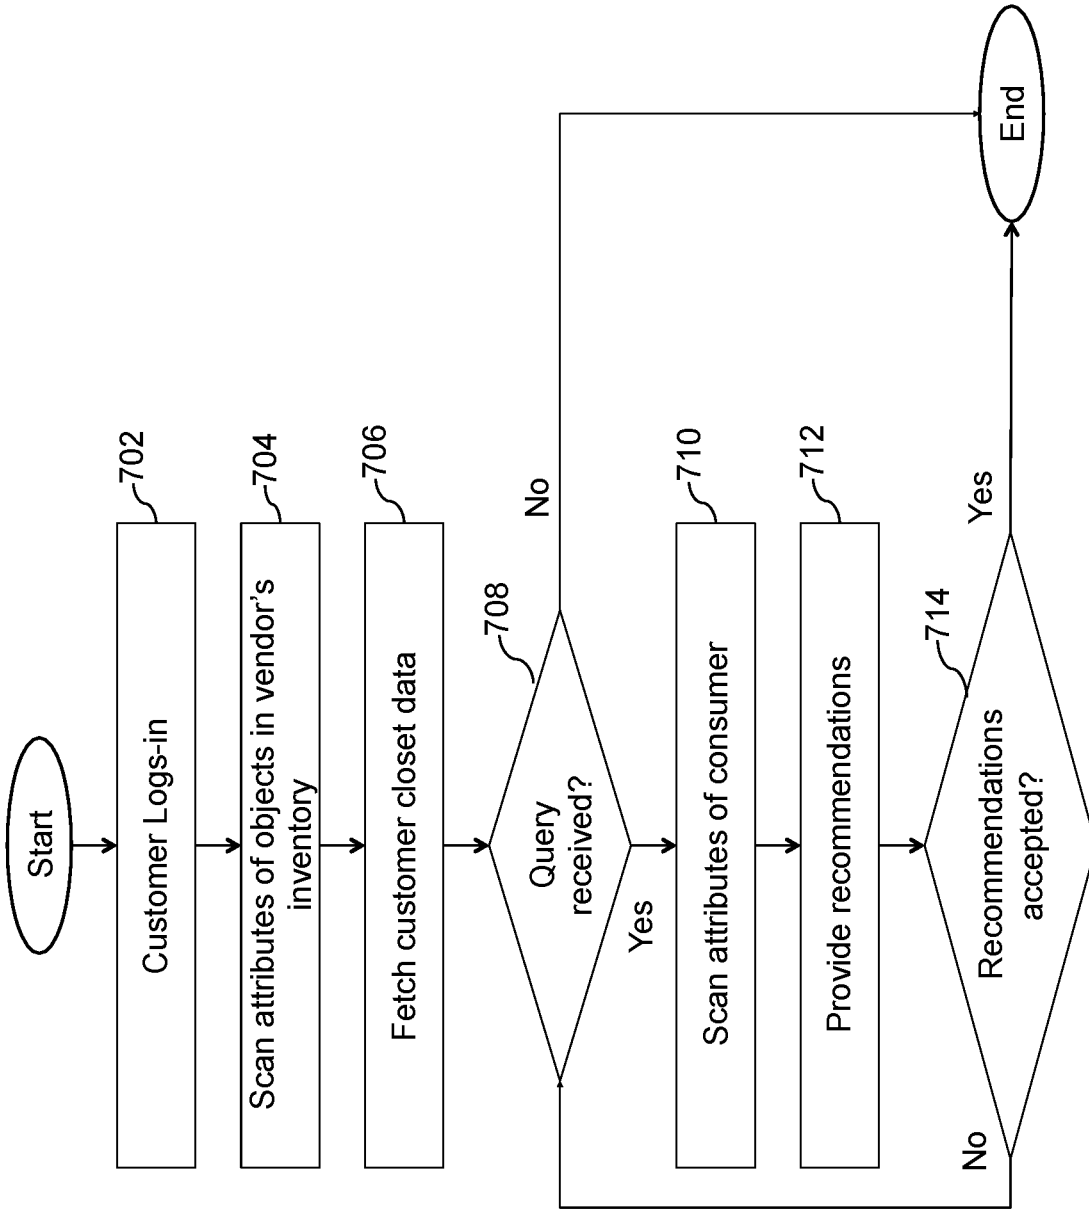 Start
Customer Logs-in
702
Scan attributes of objects in vendor's
inventory
704
Fetch customer closet data
706
Query
received?
708
No
Yes
Scan attributes of consumer
710
Provide recommendations
712
Recommendations
accepted?
714
No
Yes
End